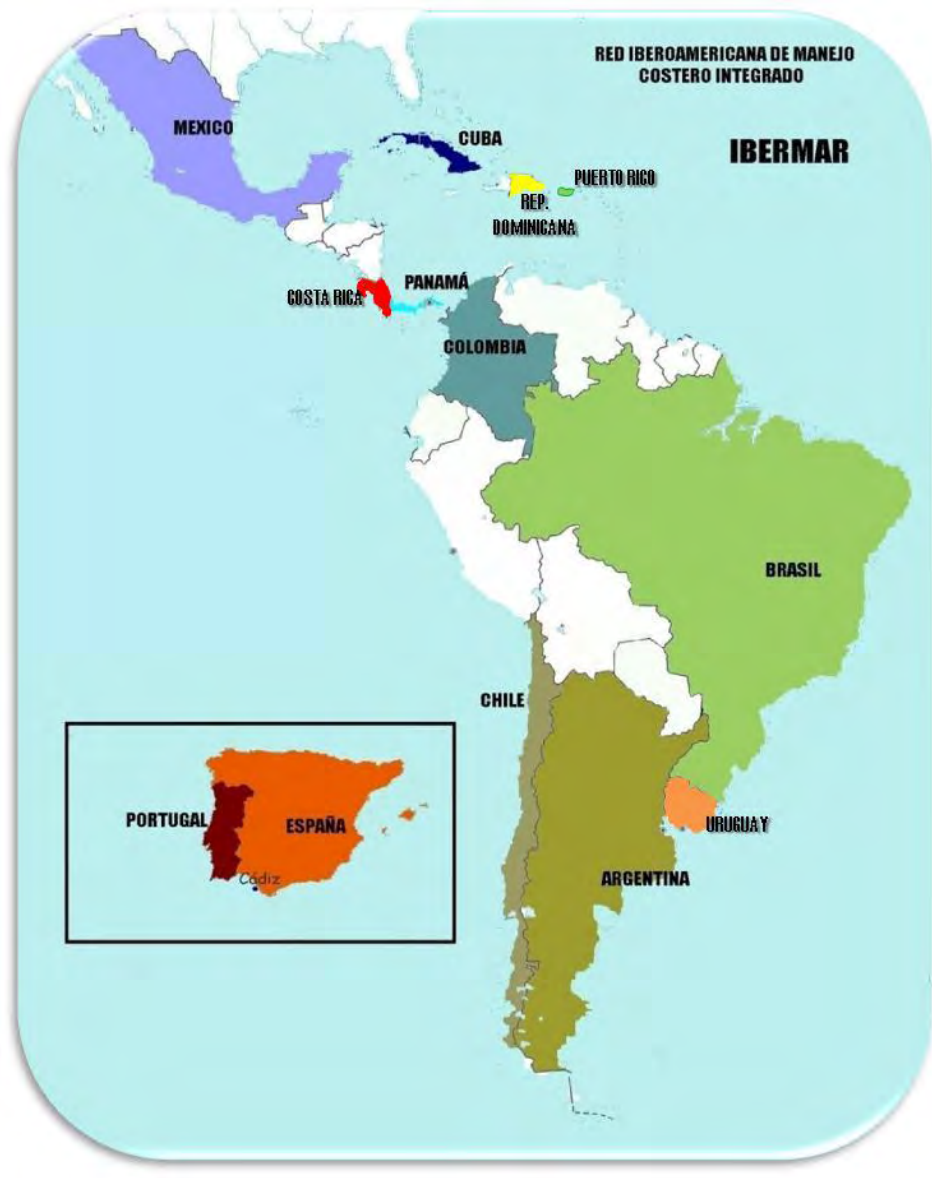 RED IBEROAMERICANA DE MANEJO
COSTERO INTEGRADO
IBERMAR
MEXICO
CUBA
PUERTO RICO
REP.
DOMINICANA
COSTA RICA
PANAMÁ
COLOMBIA
BRASIL
CHILE
URUGUAY
ARGENTINA
PORTUGAL
ESPAÑA
Cádiz